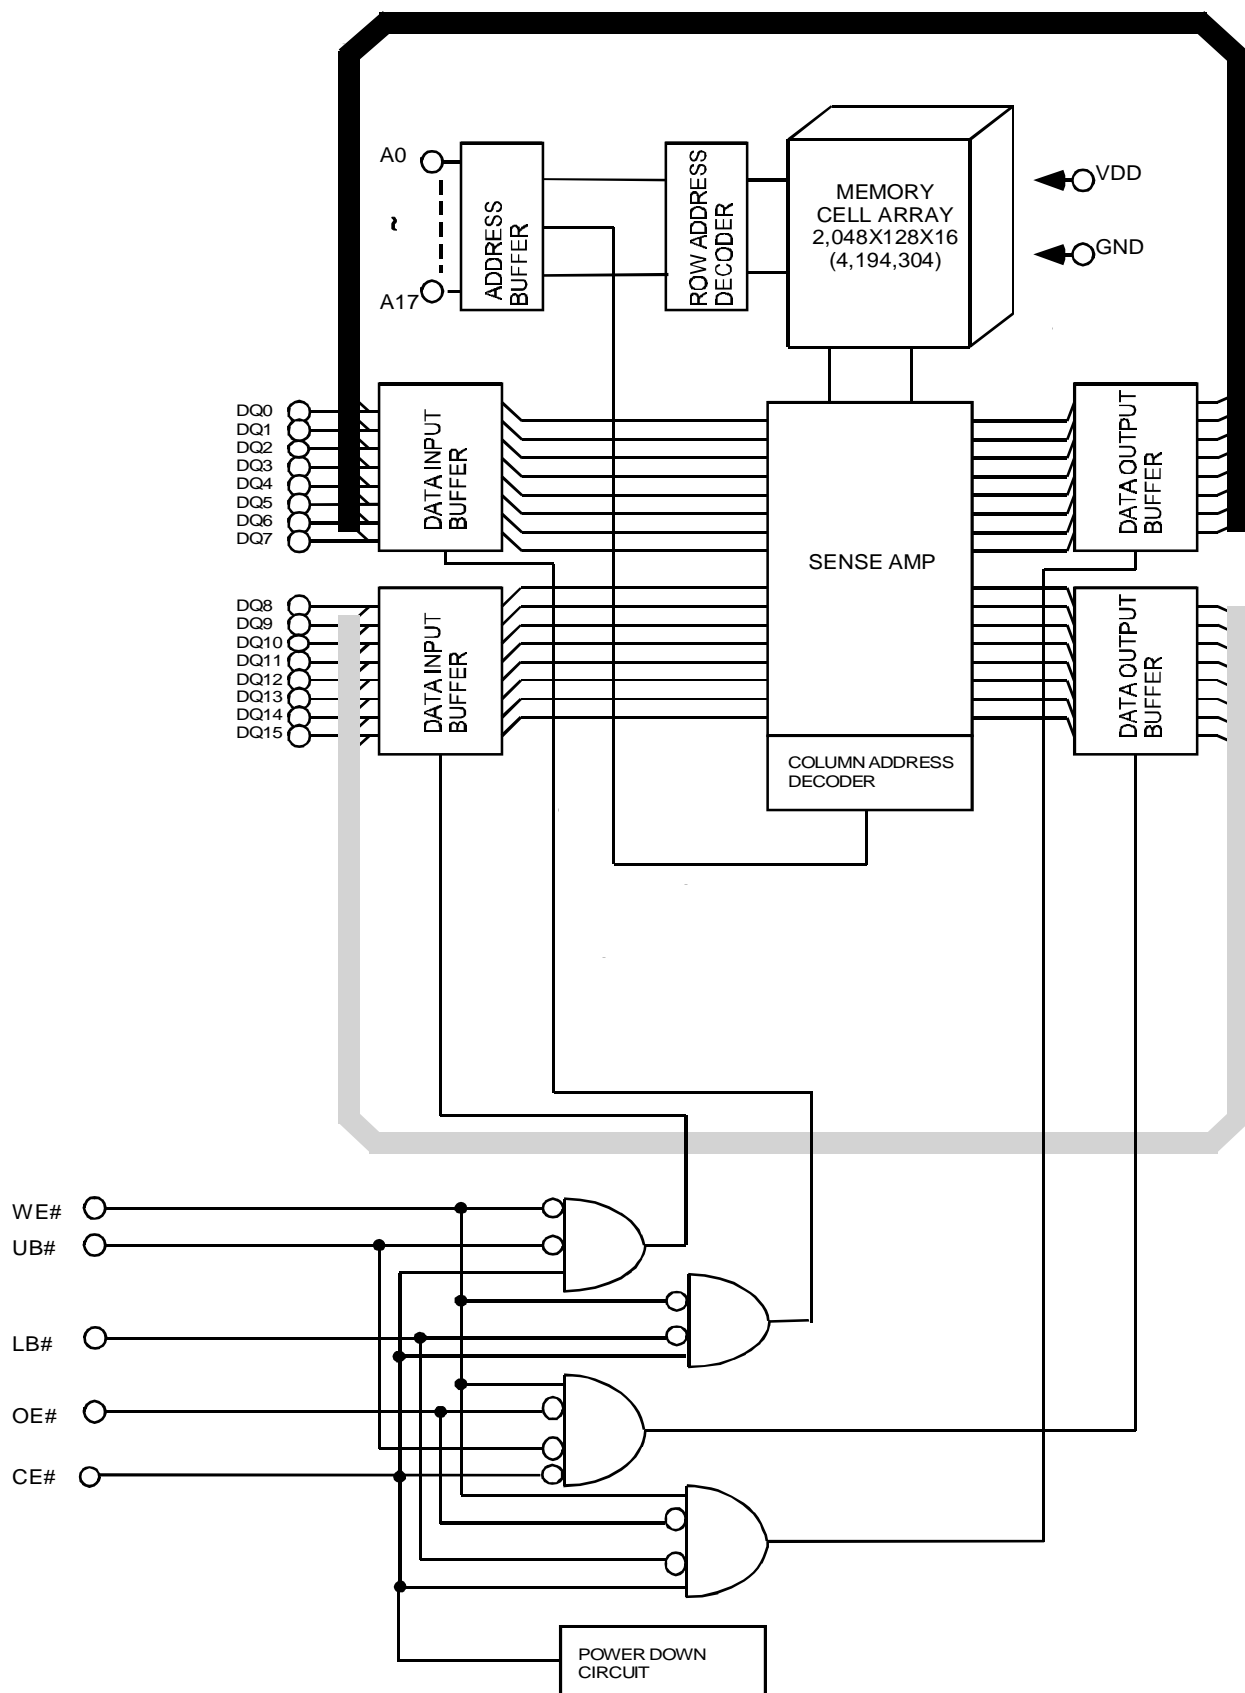 A0
~
A17
ADDRESS
BUFFER
ROW ADDRESS
DECODER
MEMORY
CELL ARRAY
2,048X128X16
(4,194,304)
VDD
GND
DQ0
DQ1
DQ2
DQ3
DQ4
DQ5
DQ6
DQ7
DATA INPUT
BUFFER
SENSE AMP
DATA OUTPUT
BUFFER
DQ8
DQ9
DQ10
DQ11
DQ12
DQ13
DQ14
DQ15
DATA INPUT
BUFFER
DATA OUTPUT
BUFFER
COLUMN ADDRESS
DECODER
WE#
UB#
LB#
OE#
CE#
POWER DOWN
CIRCUIT